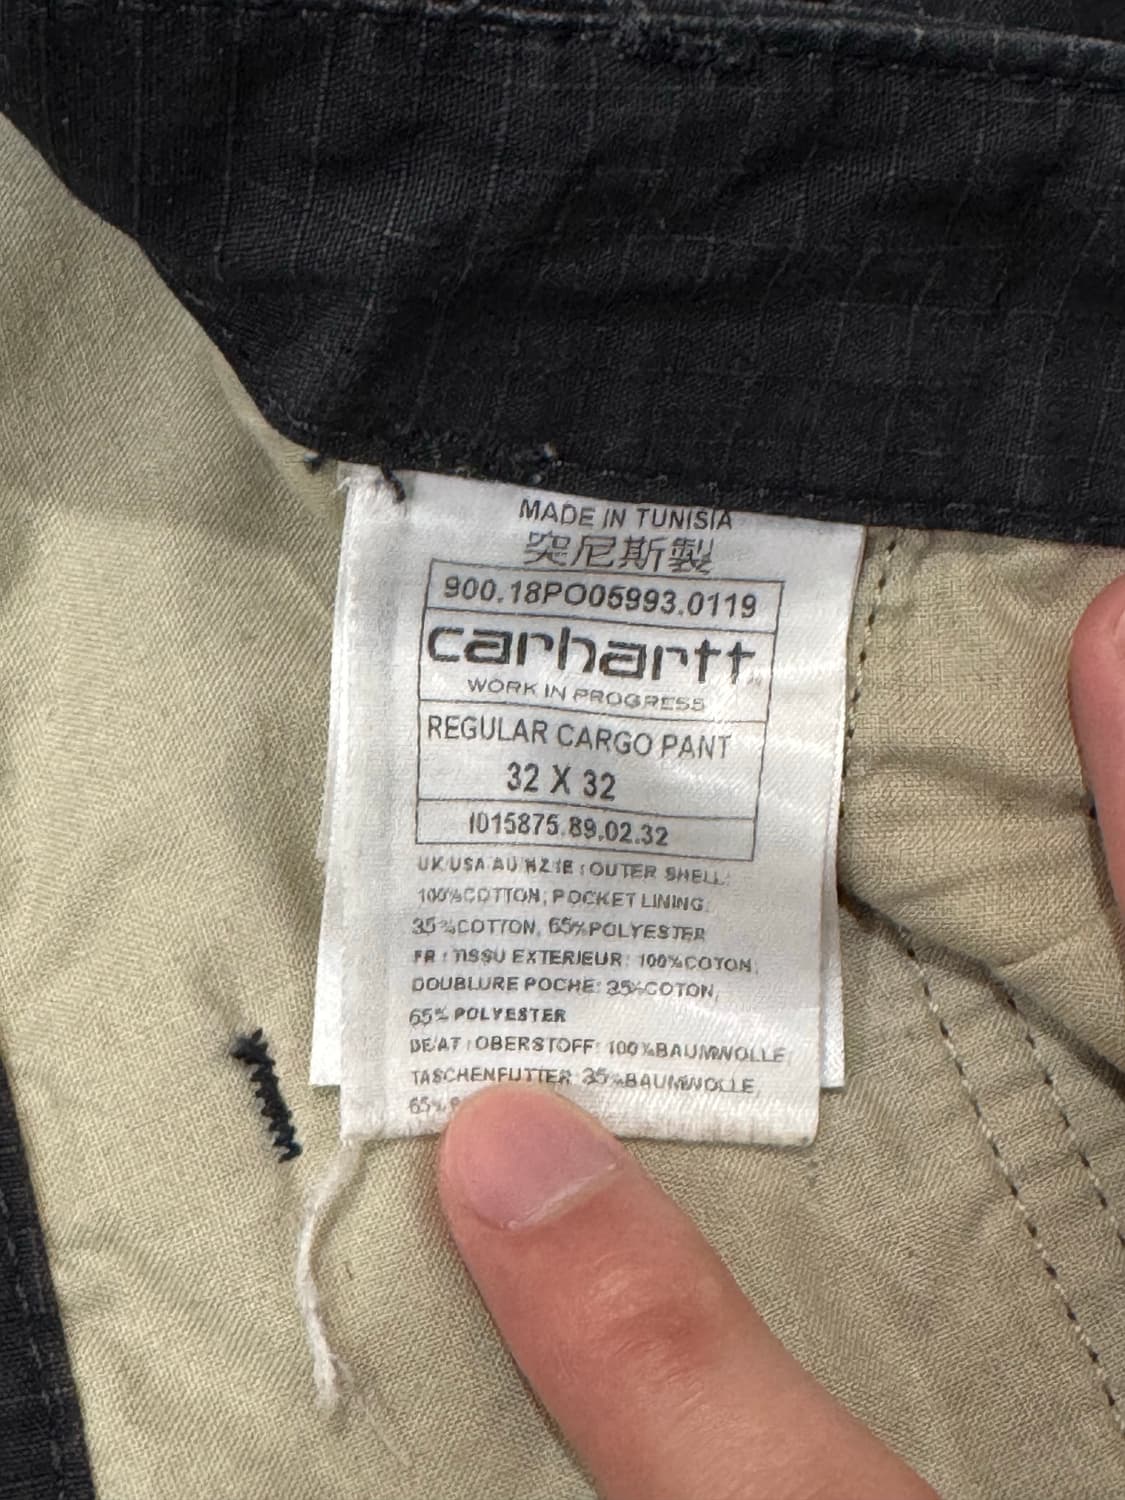 MADE IN TUNISIA
突尼斯製
900.18PO05993.0119
carhartt
WORK IN PROGRESS
REGULAR CARGO PANT
32 X 32
I015875.89.02.32
UK/USA/AU/NZ/IE : OUTER SHELL:
100%COTTON; POCKET LINING:
35%COTTON, 65%POLYESTER
FR : TISSU EXTERIEUR: 100%COTON,
DOUBLURE POCHE: 35%COTON,
65% POLYESTER
DE/AT : OBERSTOFF: 100%BAUMWOLLE
TASCHENFUTTER: 35%BAUMWOLLE,
65%